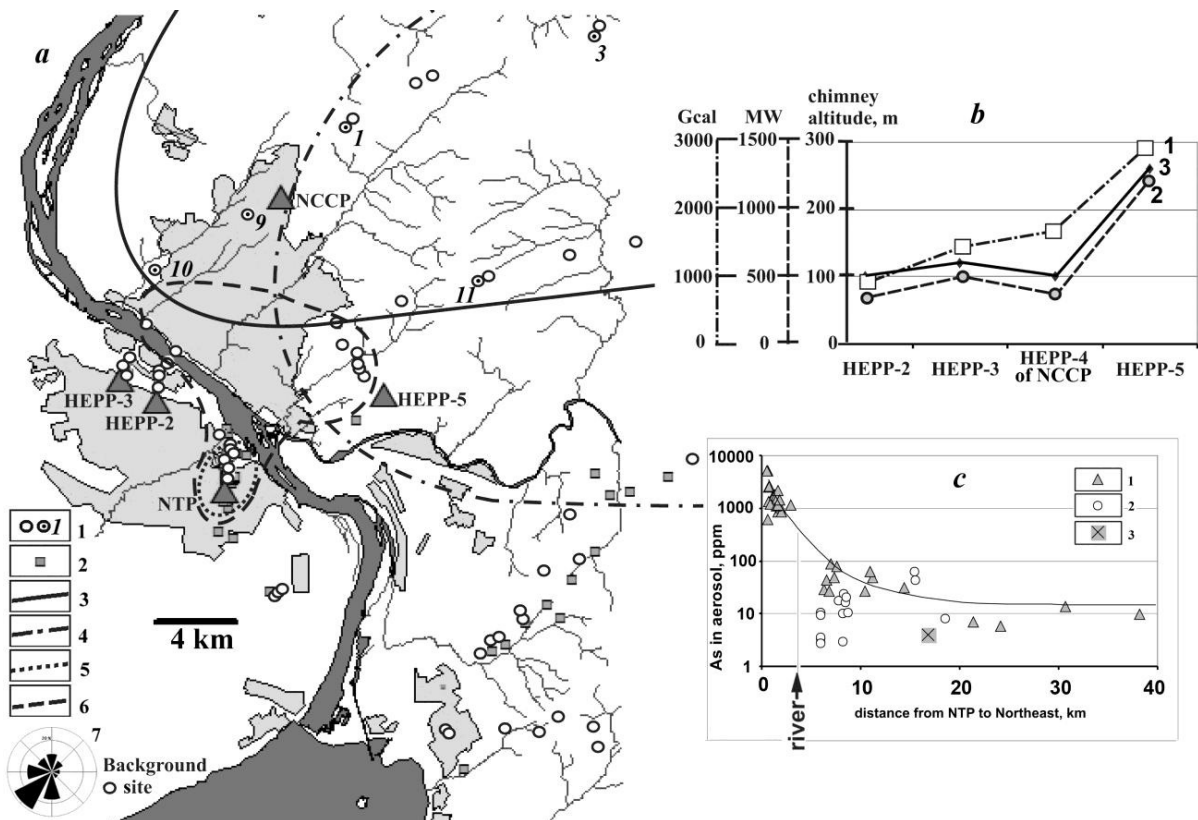 a
3
1
NCCP
9
10
11
HEPP-3
HEPP-2
HEPP-5
NTP
1
1
2
3
4
5
6
4 km
7
Background
site
Gcal
MW
chimney
altitude, m
b
3000
1500
300
2000
1000
200
1000
500
100
0
0
0
1
3
2
HEPP-2
HEPP-3
HEPP-4
of NCCP
HEPP-5
c
As in aerosol, ppm
10000
1000
100
10
1
1
2
3
0
10
20
30
40
distance from NTP to Northeast, km
river